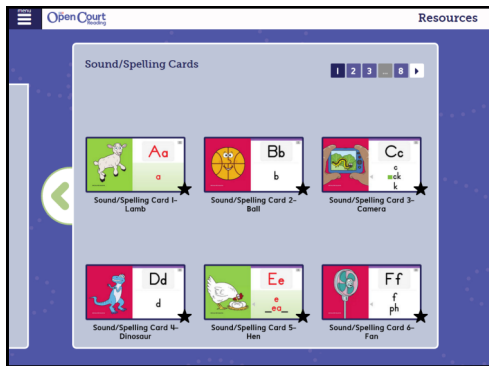 menu
Open Court
Reading
Resources
Sound/Spelling Cards
1 2 3 ... 8
Aa
a
Sound/Spelling Card 1-
Lamb
Bb
b
Sound/Spelling Card 2-
Ball
Cc
c
■ck
k
Sound/Spelling Card 3-
Camera
Dd
d
Sound/Spelling Card 4-
Dinosaur
Ee
e
_ea_
Sound/Spelling Card 5-
Hen
Ff
f
ph
Sound/Spelling Card 6-
Fan